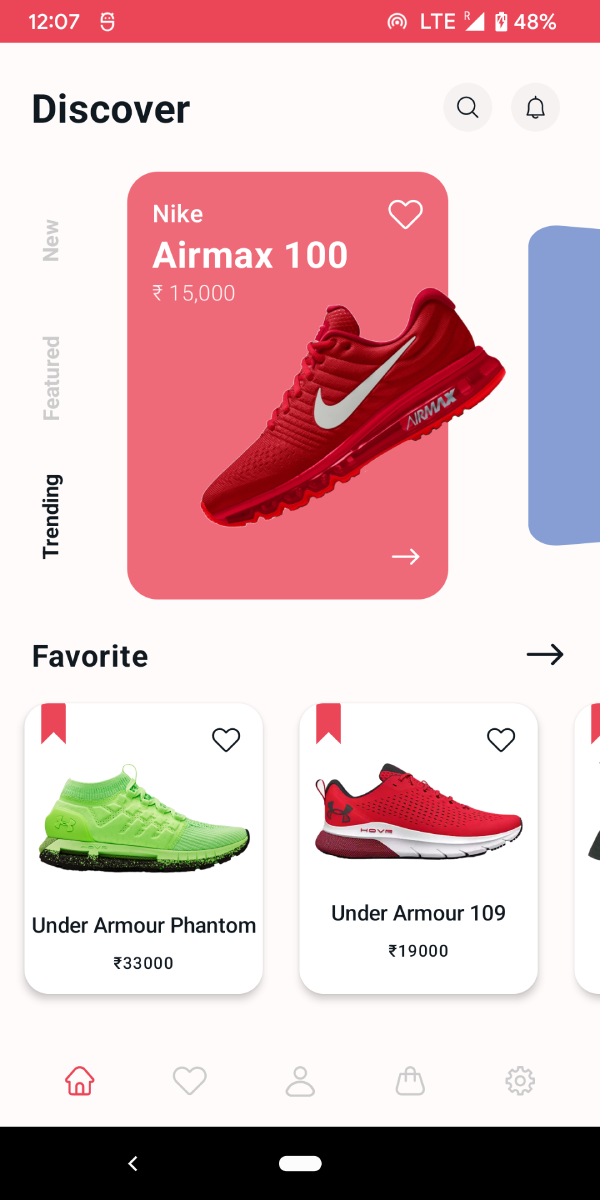 12:07 LTE R 48%
Discover
New
Featured
Trending
Nike
Airmax 100
₹ 15,000
AIRMAX
Favorite
Under Armour Phantom
₹33000
HOVR
Under Armour 109
₹19000